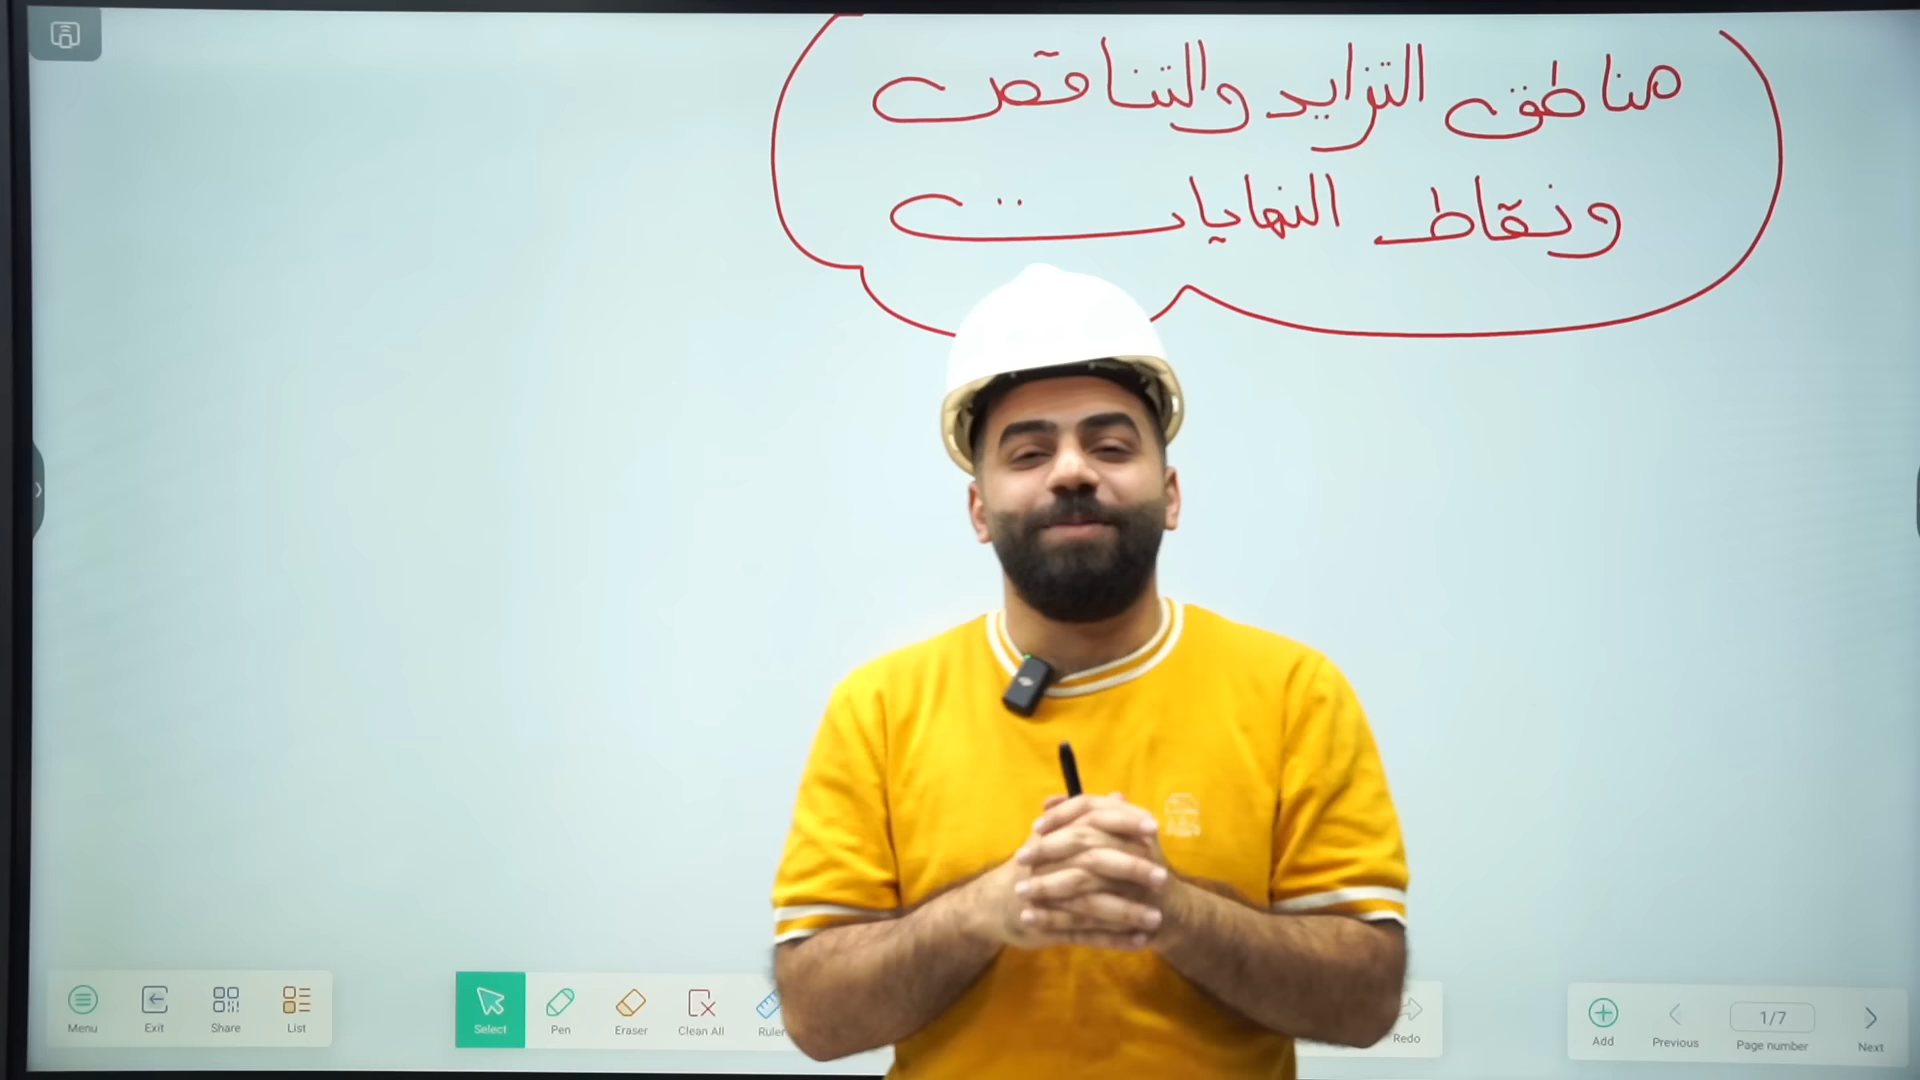 مناطق التزايد والتناقص
ونقاط النهايات
Menu
Exit
Share
List
Select
Pen
Eraser
Clean All
Ruler
Redo
Add
Previous
1/7
Page number
Next